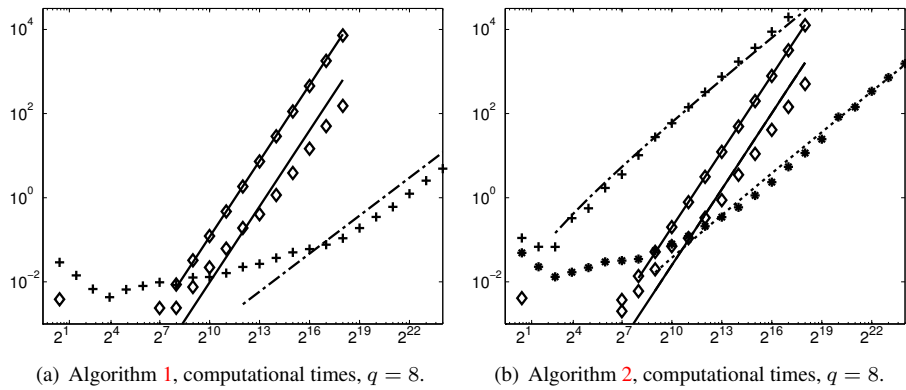 10^4
10^2
10^0
10^-2
2^1 2^4 2^7 2^10 2^13 2^16 2^19 2^22
(a) Algorithm 1, computational times, q = 8.
10^4
10^2
10^0
10^-2
2^1 2^4 2^7 2^10 2^13 2^16 2^19 2^22
(b) Algorithm 2, computational times, q = 8.